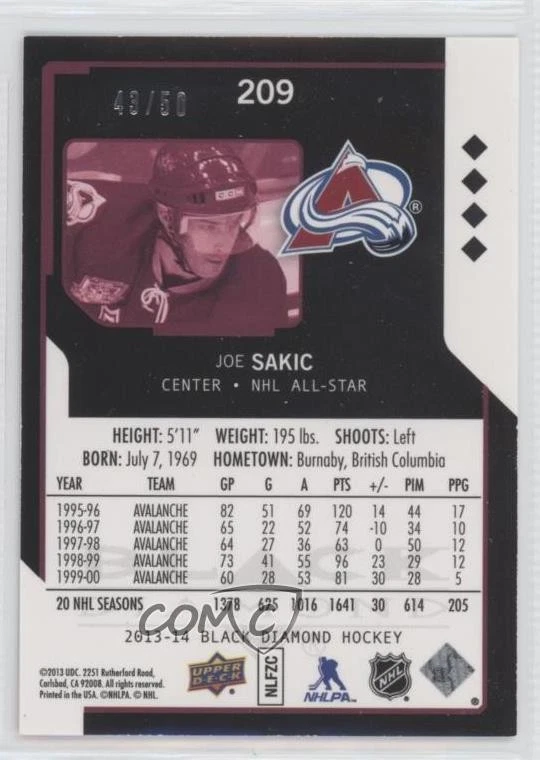 209
43/50
CCM
A
®
JOE SAKIC
CENTER • NHL ALL-STAR
HEIGHT: 5'11" WEIGHT: 195 lbs. SHOOTS: Left
BORN: July 7, 1969 HOMETOWN: Burnaby, British Columbia
YEAR TEAM GP G A PTS +/- PIM PPG
1995-96 AVALANCHE 82 51 69 120 14 44 17
1996-97 AVALANCHE 65 22 52 74 -10 34 10
1997-98 AVALANCHE 64 27 36 63 0 50 12
1998-99 AVALANCHE 73 41 55 96 23 29 12
1999-00 AVALANCHE 60 28 53 81 30 28 5
20 NHL SEASONS 1378 625 1016 1641 30 614 205
BLACK DIAMOND
COMC
2013-14 BLACK DIAMOND HOCKEY
©2013 UDC. 2251 Rutherford Road,
Carlsbad, CA 92008. All rights reserved.
Printed in the USA. ©NHLPA. © NHL.
UPPER DECK
NLFZC
NHLPA
NHL
®